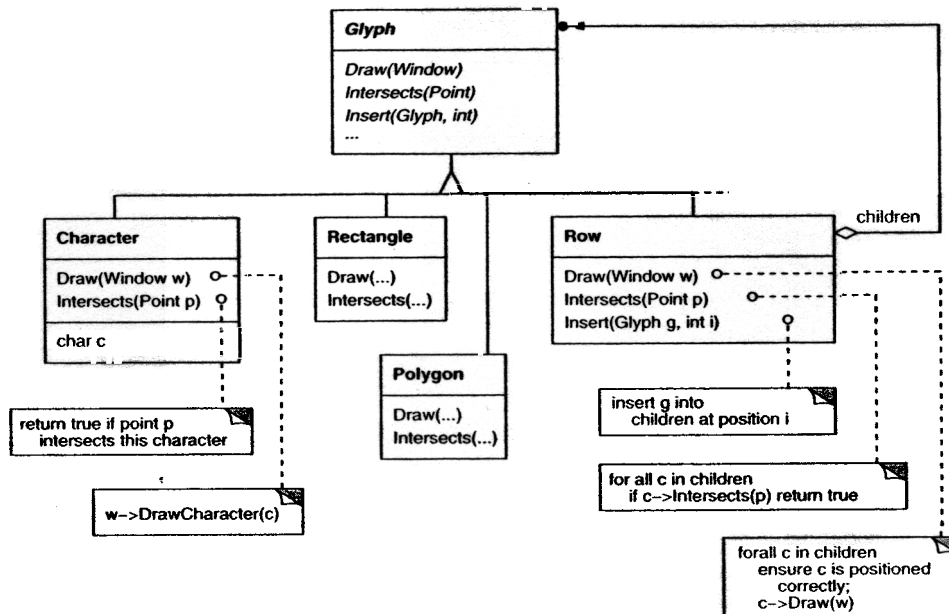 Glyph
Draw(Window)
Intersects(Point)
Insert(Glyph, int)
...
children
Character
Draw(Window w)
Intersects(Point p)
char c
Rectangle
Draw(...)
Intersects(...)
Polygon
Draw(...)
Intersects(...)
Row
Draw(Window w)
Intersects(Point p)
Insert(Glyph g, int i)
return true if point p
intersects this character
w->DrawCharacter(c)
insert g into
children at position i
for all c in children
if c->Intersects(p) return true
forall c in children
ensure c is positioned
correctly;
c->Draw(w)